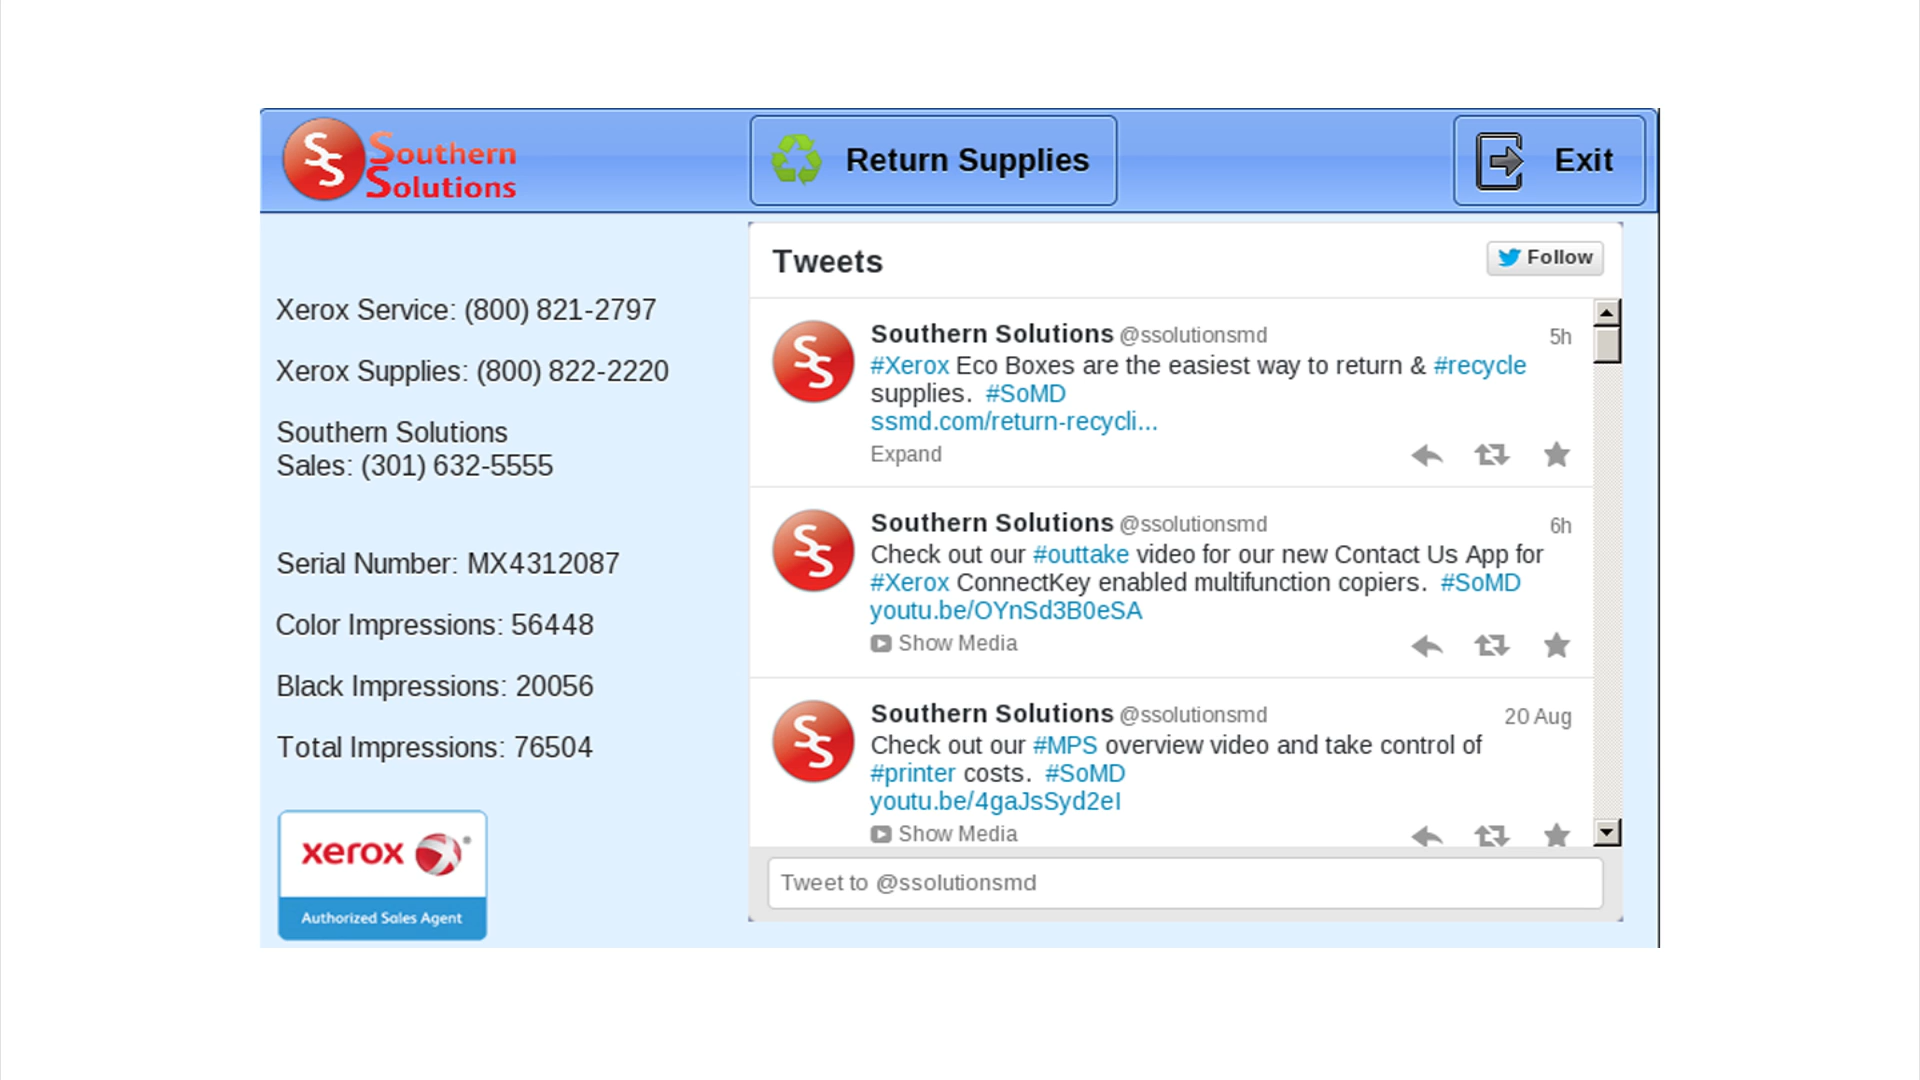 Southern
Solutions
Return Supplies
Exit
Xerox Service: (800) 821-2797
Xerox Supplies: (800) 822-2220
Southern Solutions
Sales: (301) 632-5555
Serial Number: MX4312087
Color Impressions: 56448
Black Impressions: 20056
Total Impressions: 76504
xerox
Authorized Sales Agent
Tweets
Follow
Southern Solutions @ssolutionsmd 5h
#Xerox Eco Boxes are the easiest way to return & #recycle
supplies. #SoMD
ssmd.com/return-recycli...
Expand
Southern Solutions @ssolutionsmd 6h
Check out our #outtake video for our new Contact Us App for
#Xerox ConnectKey enabled multifunction copiers. #SoMD
youtu.be/OYnSd3B0eSA
Show Media
Southern Solutions @ssolutionsmd 20 Aug
Check out our #MPS overview video and take control of
#printer costs. #SoMD
youtu.be/4gaJsSyd2eI
Show Media
Tweet to @ssolutionsmd